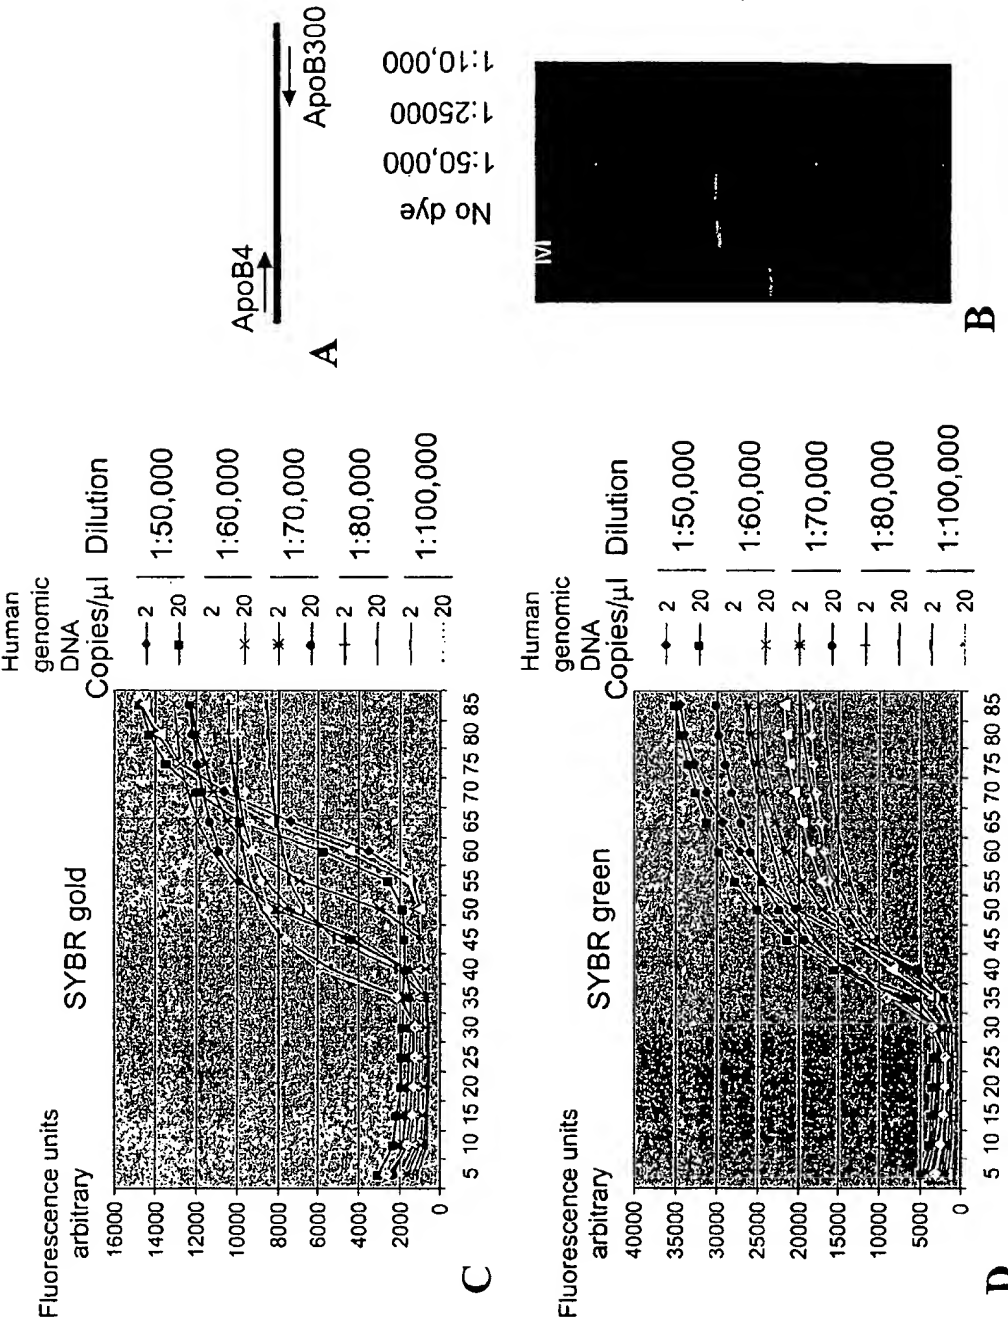 A
ApoB4
ApoB300
B
No dye
1:50,000
1:25000
1:10,000
M
C
SYBR gold
Fluorescence units
arbitrary
16000
14000
12000
10000
8000
6000
4000
2000
0
5 10 15 20 25 30 35 40 45 50 55 60 65 70 75 80 85
Human
genomic
DNA
Copies/µl Dilution
2
20
1:50,000
2
20
1:60,000
2
20
1:70,000
2
20
1:80,000
2
20
1:100,000
D
SYBR green
Fluorescence units
arbitrary
40000
35000
30000
25000
20000
15000
10000
5000
0
5 10 15 20 25 30 35 40 45 50 55 60 65 70 75 80 85
Human
genomic
DNA
Copies/µl Dilution
2
20
1:50,000
2
20
1:60,000
2
20
1:70,000
2
20
1:80,000
2
20
1:100,000